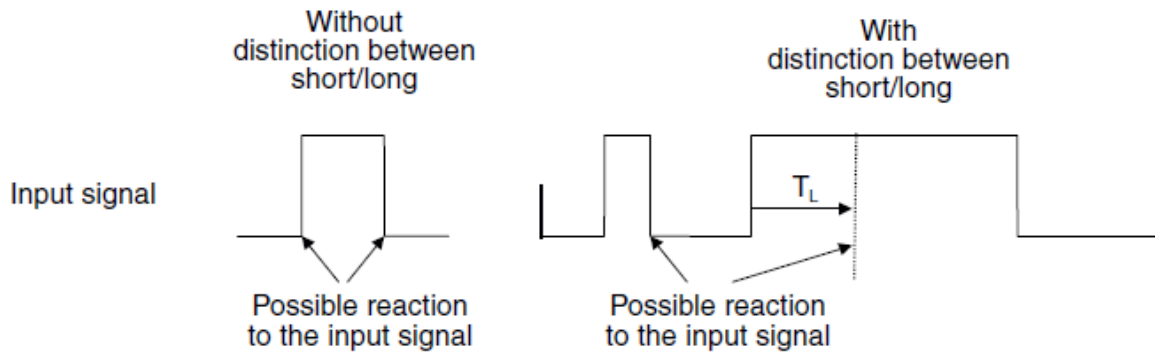 Without
distinction between
short/long
With
distinction between
short/long
Input signal
T_L
Possible reaction
to the input signal
Possible reaction
to the input signal